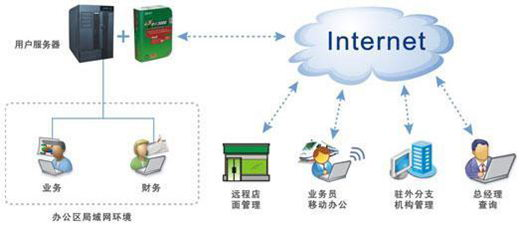 用户服务器
Internet
业务
财务
办公区局域网环境
远程店
面管理
业务员
移动办公
驻外分支
机构管理
总经理
查询